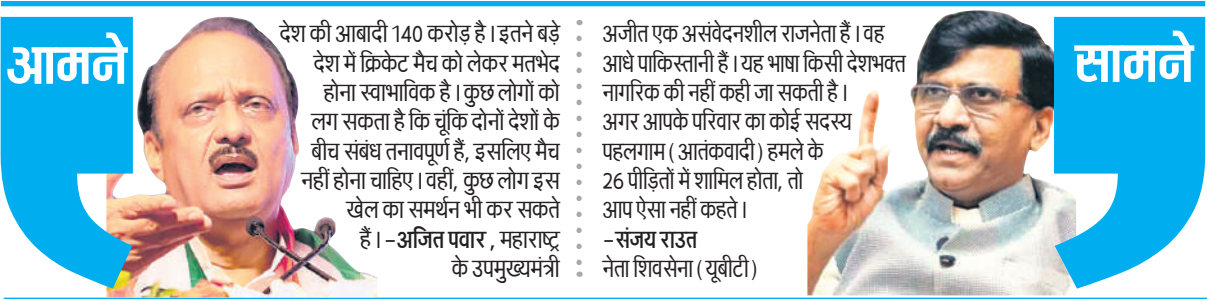 आमने
देश की आबादी 140 करोड़ है। इतने बड़े
देश में क्रिकेट मैच को लेकर मतभेद
होना स्वाभाविक है। कुछ लोगों को
लग सकता है कि चूंकि दोनों देशों के
बीच संबंध तनावपूर्ण हैं, इसलिए मैच
नहीं होना चाहिए। वहीं, कुछ लोग इस
खेल का समर्थन भी कर सकते
हैं। -अजित पवार , महाराष्ट्र
के उपमुख्यमंत्री
अजीत एक असंवेदनशील राजनेता हैं। वह
आधे पाकिस्तानी हैं। यह भाषा किसी देशभक्त
नागरिक की नहीं कही जा सकती है।
अगर आपके परिवार का कोई सदस्य
पहलगाम ( आतंकवादी ) हमले के
26 पीड़ितों में शामिल होता, तो
आप ऐसा नहीं कहते।
-संजय राउत
नेता शिवसेना ( यूबीटी )
सामने